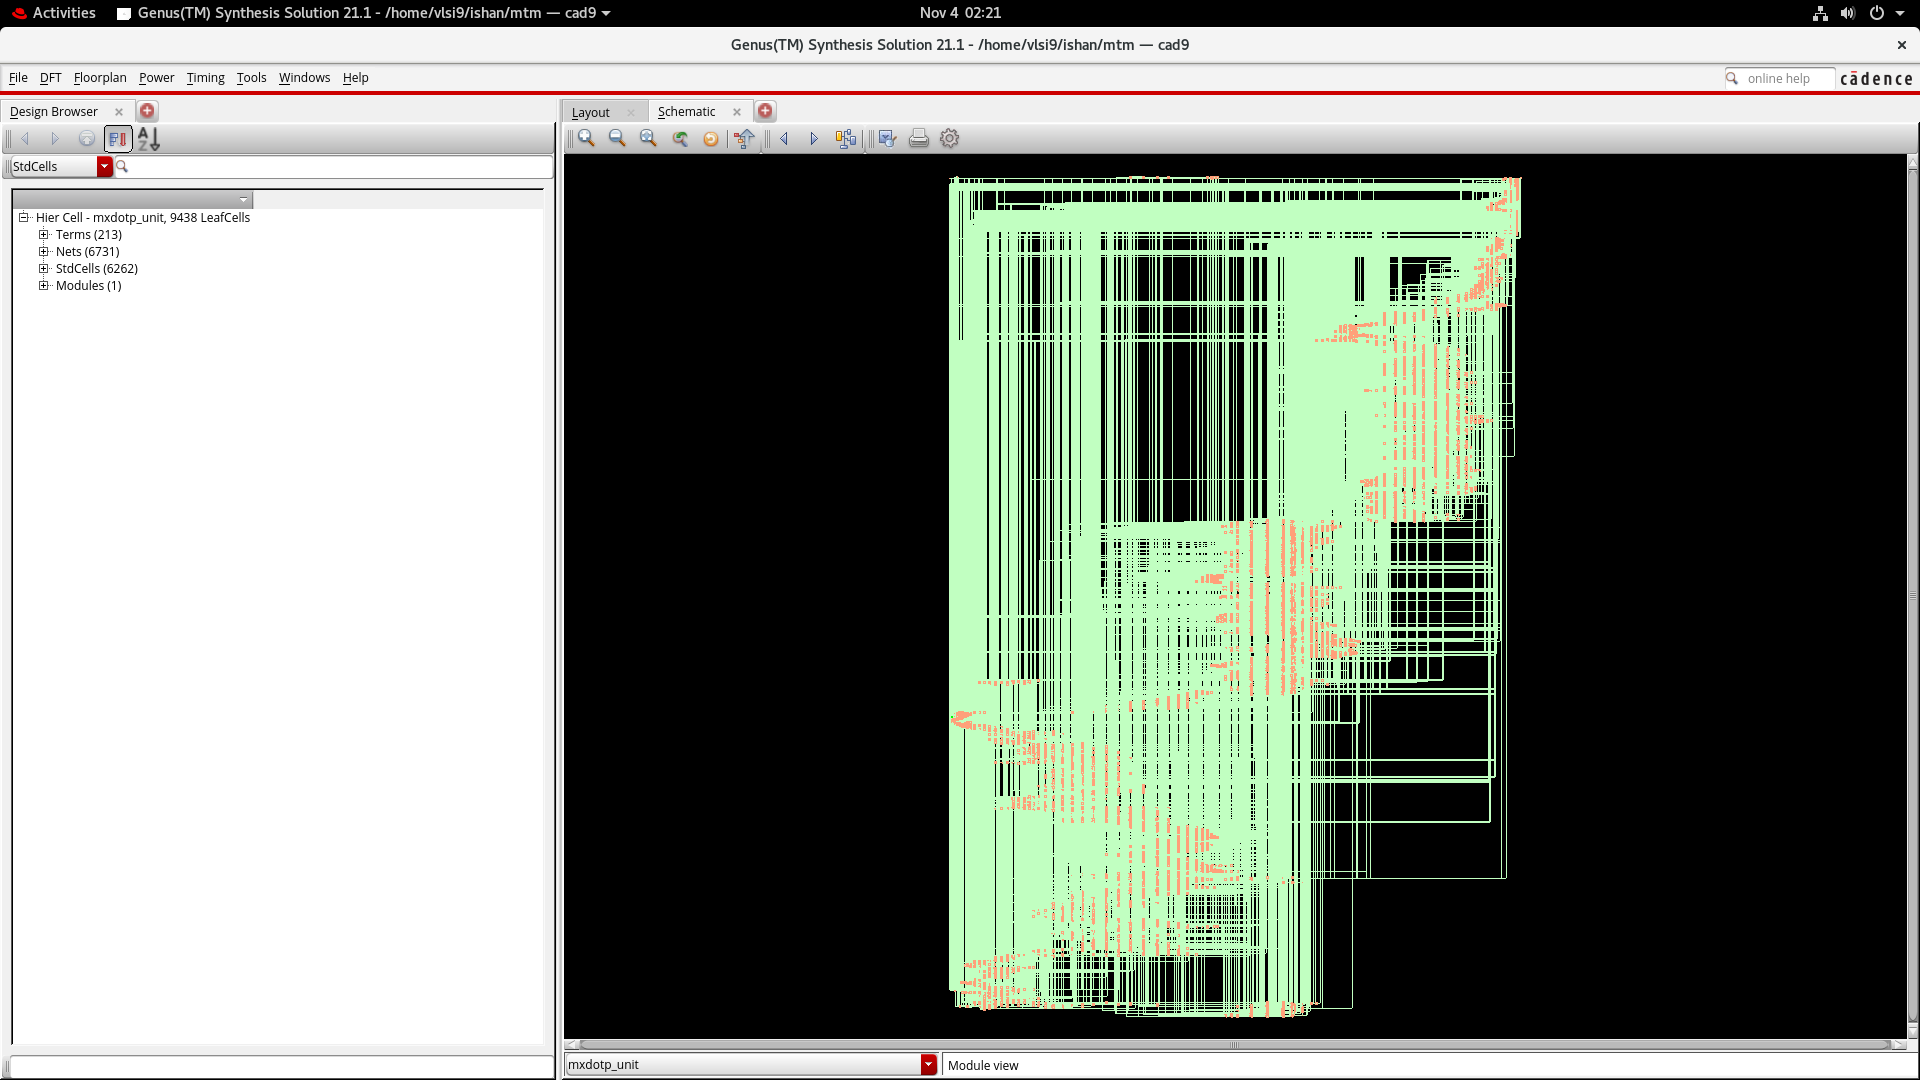 Activities
Genus(TM) Synthesis Solution 21.1 - /home/vlsi9/ishan/mtm — cad9
Nov 4 02:21
Genus(TM) Synthesis Solution 21.1 - /home/vlsi9/ishan/mtm — cad9
File DFT Floorplan Power Timing Tools Windows Help
online help
cādence
Design Browser
Layout
Schematic
StdCells
Hier Cell - mxdotp_unit, 9438 LeafCells
Terms (213)
Nets (6731)
StdCells (6262)
Modules (1)
mxdotp_unit
Module view